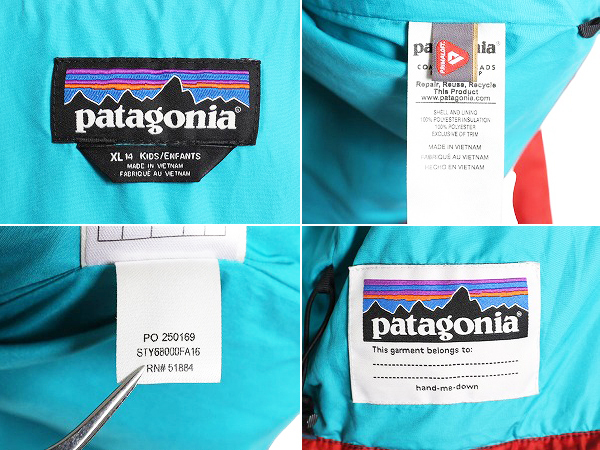 patagonia®
XL 14 KIDS/ENFANTS
MADE IN VIETNAM
FABRIQUÉ AU VIETNAM
PRIMALOFT
Repair, Reuse, Recycle
This Product
www.patagonia.com
SHELL AND LINING:
100% POLYESTER INSULATION:
100% POLYESTER
EXCLUSIVE OF TRIM
MADE IN VIETNAM
FABRIQUÉ AU VIETNAM
HECHO EN VIETNAM
PO 250169
STY68000FA16
RN# 51884
patagonia®
This garment belongs to:
hand-me-down